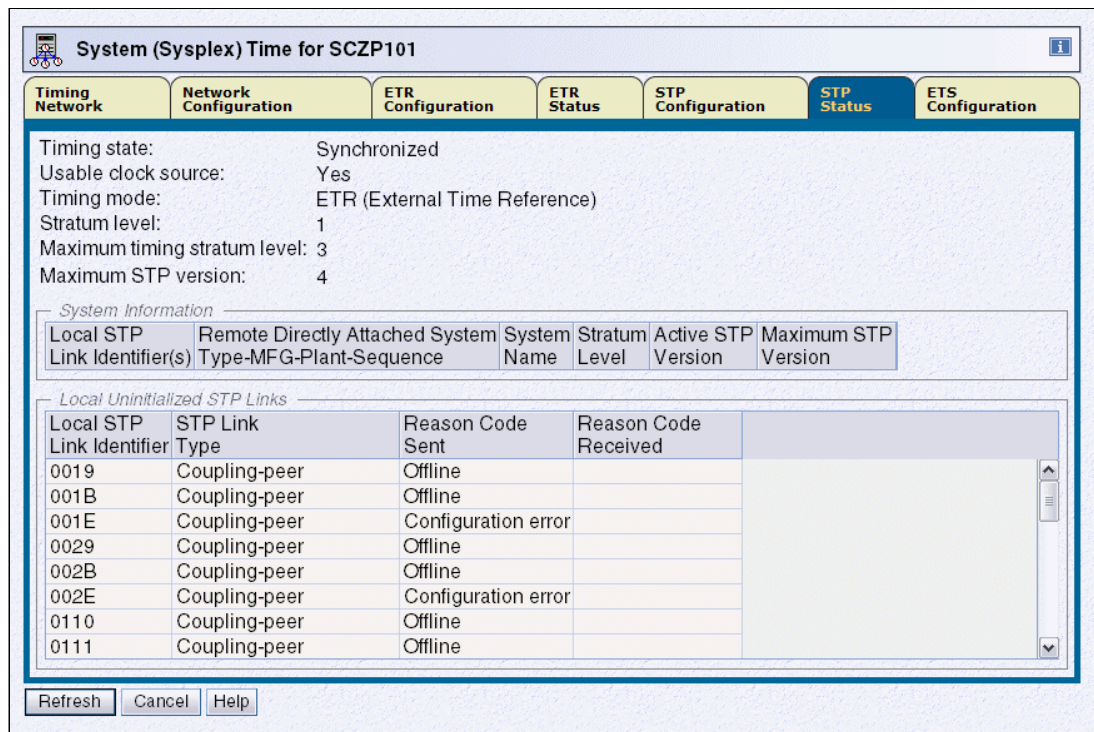 System (Sysplex) Time for SCZP101
i
Timing Network
Network Configuration
ETR Configuration
ETR Status
STP Configuration
STP Status
ETS Configuration
Timing state: Synchronized
Usable clock source: Yes
Timing mode: ETR (External Time Reference)
Stratum level: 1
Maximum timing stratum level: 3
Maximum STP version: 4
System Information
Local STP Remote Directly Attached System System Stratum Active STP Maximum STP
Link Identifier(s) Type-MFG-Plant-Sequence Name Level Version Version
Local Uninitialized STP Links
Local STP STP Link Reason Code Reason Code
Link Identifier Type Sent Received
0019 Coupling-peer Offline
001B Coupling-peer Offline
001E Coupling-peer Configuration error
0029 Coupling-peer Offline
002B Coupling-peer Offline
002E Coupling-peer Configuration error
0110 Coupling-peer Offline
0111 Coupling-peer Offline
Refresh Cancel Help